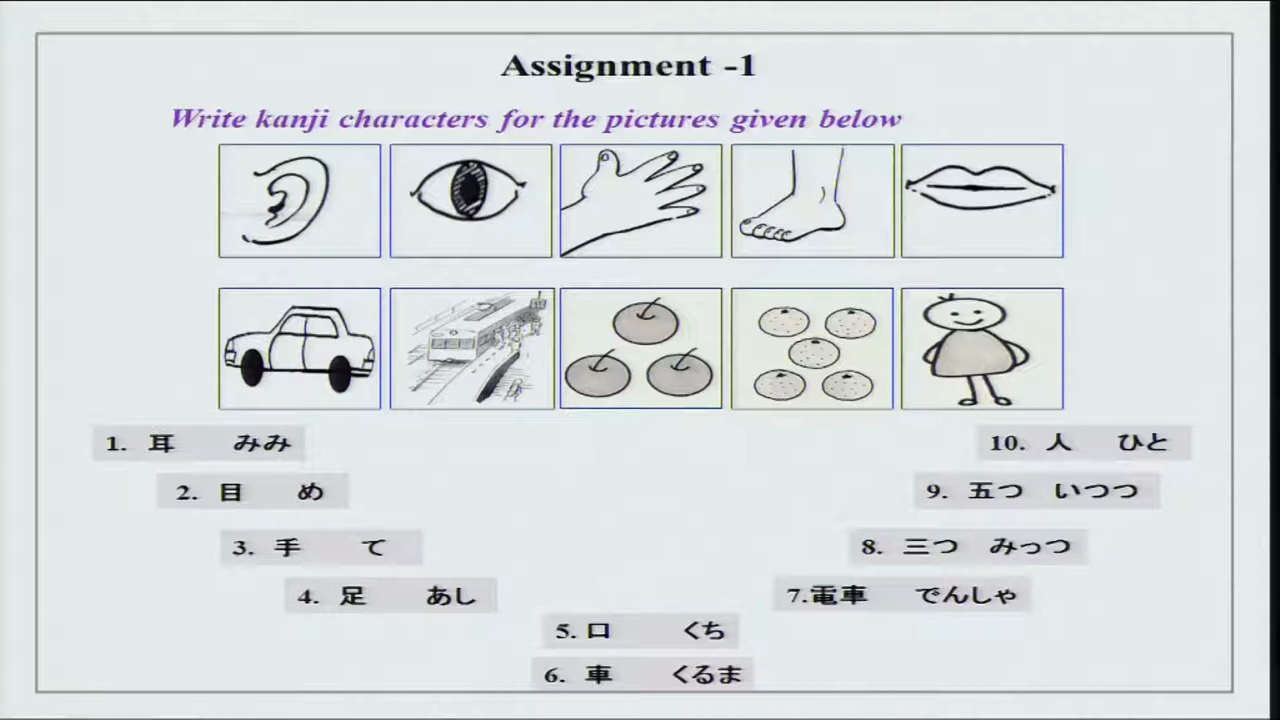 Assignment -1
Write kanji characters for the pictures given below
1. 耳 みみ
2. 目 め
3. 手 て
4. 足 あし
5. 口 くち
6. 車 くるま
7.電車 でんしゃ
8. 三つ みっつ
9. 五つ いつつ
10. 人 ひと